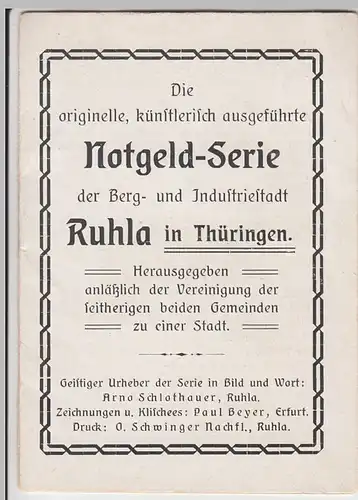 Die
originelle, künſtleriſch ausgeführte
Notgeld-Serie
der Berg- und Induſtrieſtadt
Ruhla in Thüringen.
Herausgegeben
anläßlich der Vereinigung der
ſeitherigen beiden Gemeinden
zu einer Stadt.
Geiſtiger Urheber der Serie in Bild und Wort:
Arno Schlothauer, Ruhla.
Zeichnungen u. Kliſchees: Paul Beyer, Erfurt.
Druck: O. Schwinger Nachfl., Ruhla.